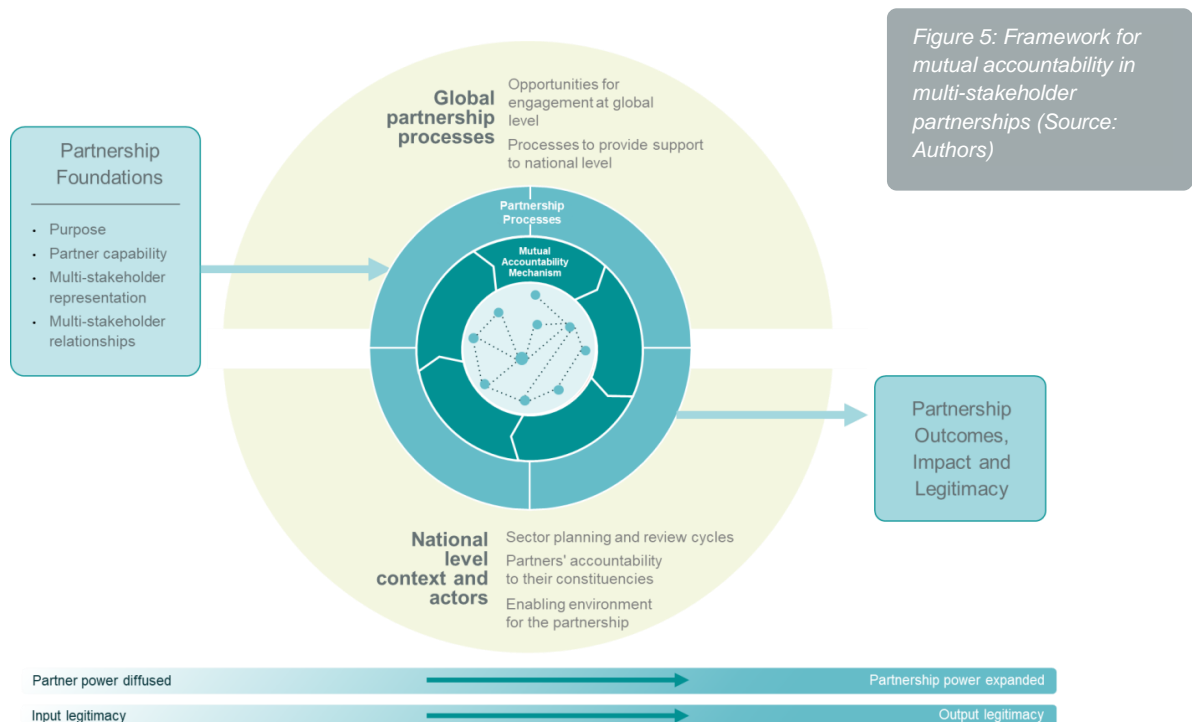 Figure 5: Framework for
mutual accountability in
multi-stakeholder
partnerships (Source:
Authors)
Global
partnership
processes
Opportunities for
engagement at global
level
Processes to provide support
to national level
Partnership
Foundations
• Purpose
• Partner capability
• Multi-stakeholder
representation
• Multi-stakeholder
relationships
Partnership
Processes
Mutual
Accountability
Mechanism
Partnership
Outcomes,
Impact and
Legitimacy
National
level
context and
actors
Sector planning and review cycles
Partners' accountability
to their constituencies
Enabling environment
for the partnership
Partner power diffused
Partnership power expanded
Input legitimacy
Output legitimacy